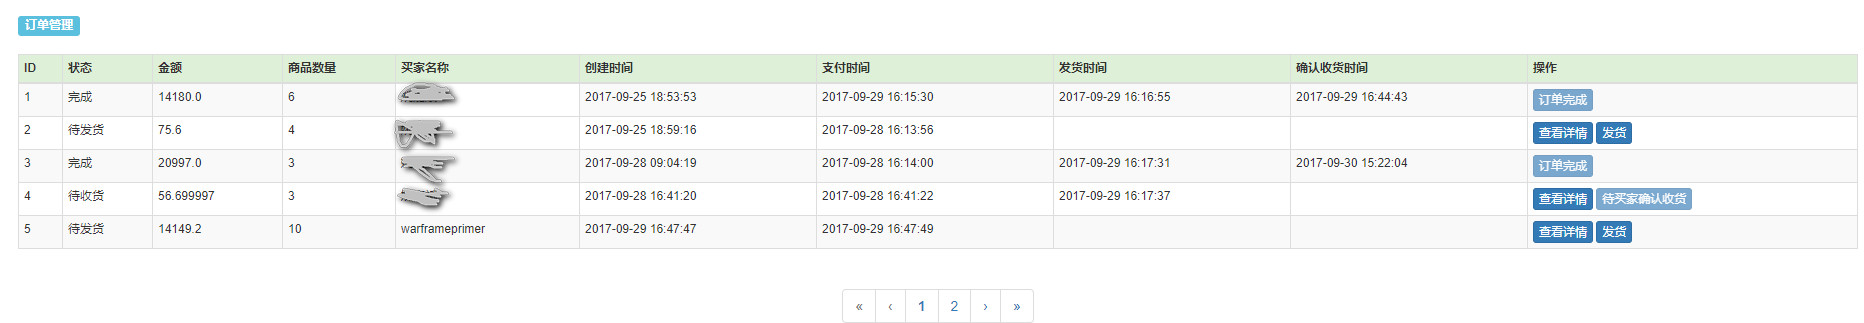 订单管理
ID 状态 金额 商品数量 买家名称 创建时间 支付时间 发货时间 确认收货时间 操作
1 完成 14180.0 6 2017-09-25 18:53:53 2017-09-29 16:15:30 2017-09-29 16:16:55 2017-09-29 16:44:43 订单完成
2 待发货 75.6 4 2017-09-25 18:59:16 2017-09-28 16:13:56 查看详情 发货
3 完成 20997.0 3 2017-09-28 09:04:19 2017-09-28 16:14:00 2017-09-29 16:17:31 2017-09-30 15:22:04 订单完成
4 待收货 56.699997 3 2017-09-28 16:41:20 2017-09-28 16:41:22 2017-09-29 16:17:37 查看详情 待买家确认收货
5 待发货 14149.2 10 warframeprimer 2017-09-29 16:47:47 2017-09-29 16:47:49 查看详情 发货
« ‹ 1 2 › »